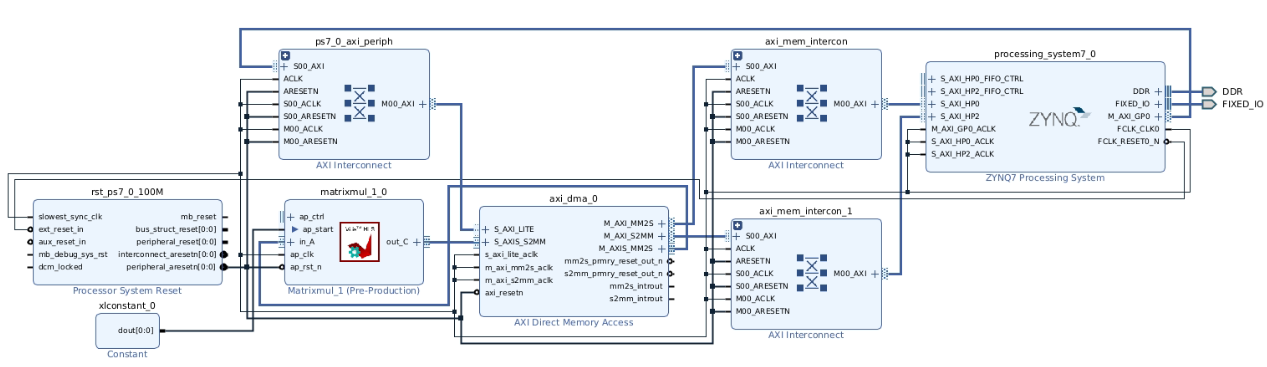 ps7_0_axi_periph
S00_AXI
ACLK
ARESETN
S00_ACLK
S00_ARESETN
M00_ACLK
M00_ARESETN
M00_AXI
AXI Interconnect
axi_mem_intercon
S00_AXI
ACLK
ARESETN
S00_ACLK
S00_ARESETN
M00_ACLK
M00_ARESETN
M00_AXI
AXI Interconnect
processing_system7_0
S_AXI_HP0_FIFO_CTRL
S_AXI_HP2_FIFO_CTRL
S_AXI_HP0
S_AXI_HP2
M_AXI_GP0_ACLK
S_AXI_HP0_ACLK
S_AXI_HP2_ACLK
ZYNQ
DDR
FIXED_IO
M_AXI_GP0
FCLK_CLK0
FCLK_RESET0_N
ZYNQ7 Processing System
DDR
FIXED_IO
rst_ps7_0_100M
slowest_sync_clk
ext_reset_in
aux_reset_in
mb_debug_sys_rst
dcm_locked
mb_reset
bus_struct_reset[0:0]
peripheral_reset[0:0]
interconnect_aresetn[0:0]
peripheral_aresetn[0:0]
Processor System Reset
matrixmul_1_0
ap_ctrl
ap_start
in_A
ap_clk
ap_rst_n
out_C
Matrixmul_1 (Pre-Production)
axi_dma_0
S_AXI_LITE
S_AXIS_S2MM
s_axi_lite_aclk
m_axi_mm2s_aclk
m_axi_s2mm_aclk
axi_resetn
M_AXI_MM2S
M_AXI_S2MM
M_AXIS_MM2S
mm2s_prmry_reset_out_n
s2mm_prmry_reset_out_n
mm2s_introut
s2mm_introut
AXI Direct Memory Access
axi_mem_intercon_1
S00_AXI
ACLK
ARESETN
S00_ACLK
S00_ARESETN
M00_ACLK
M00_ARESETN
M00_AXI
AXI Interconnect
xlconstant_0
dout[0:0]
Constant